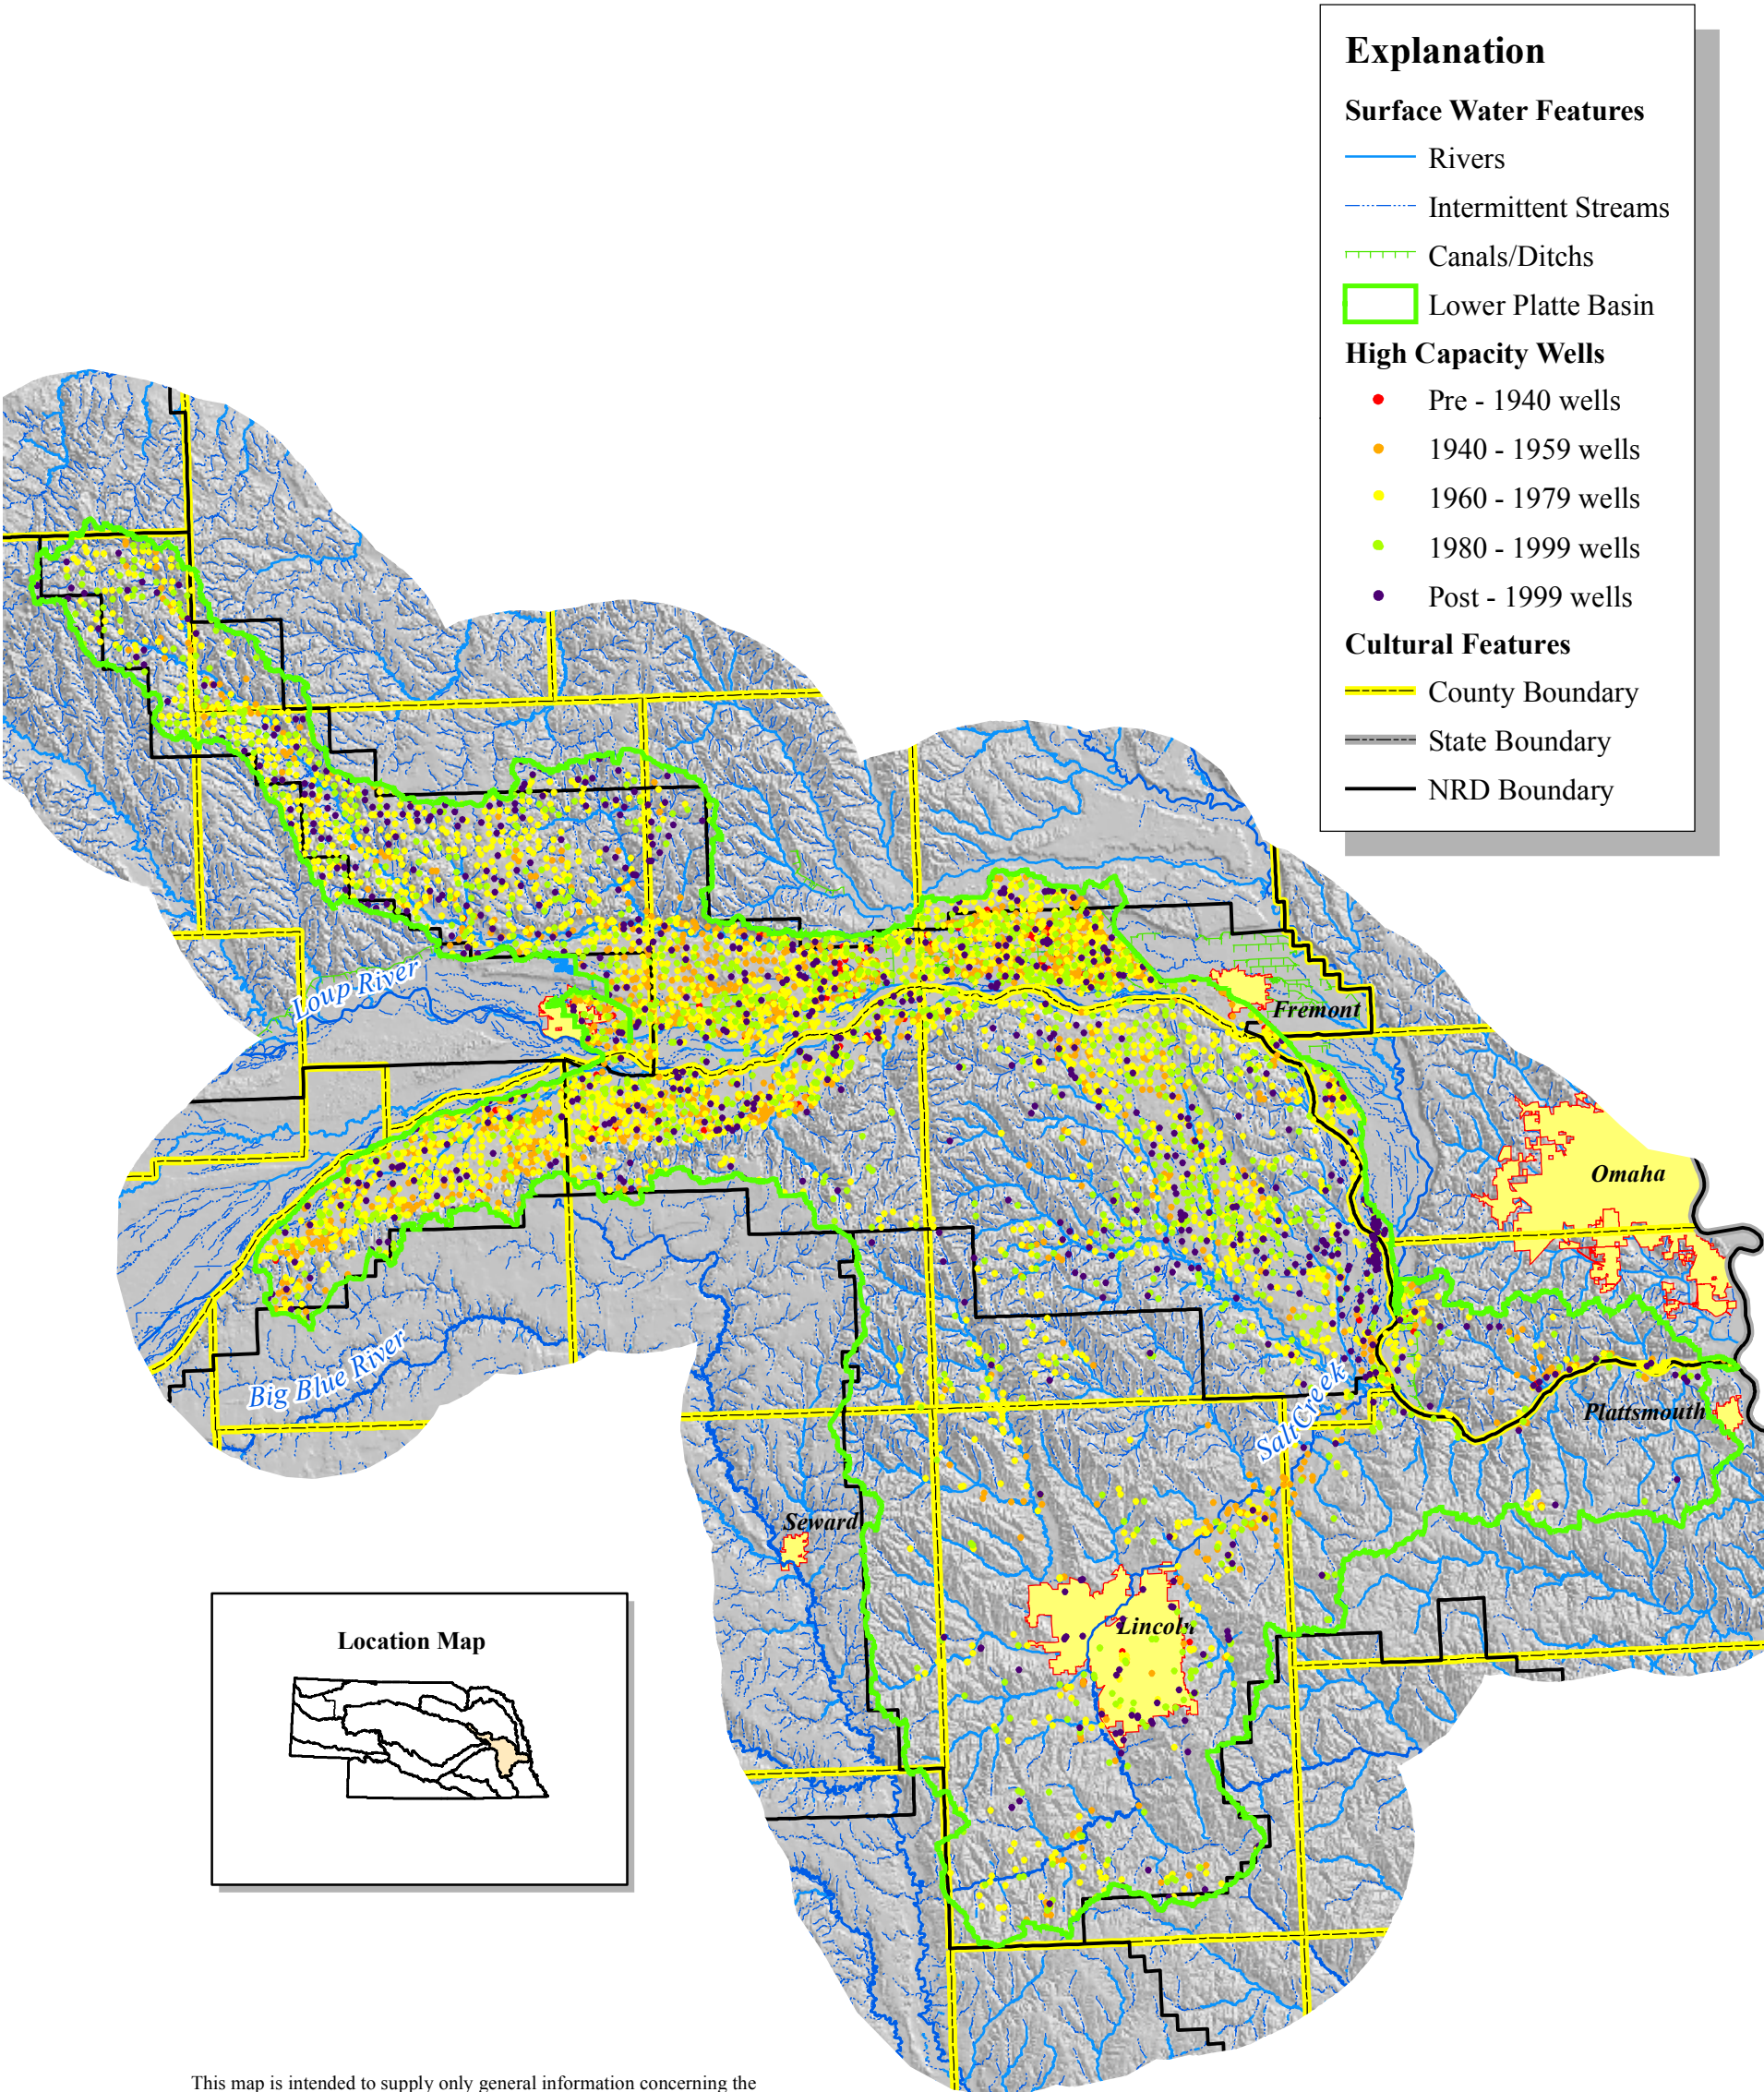 Explanation
Surface Water Features
Rivers
Intermittent Streams
Canals/Ditchs
Lower Platte Basin
High Capacity Wells
Pre - 1940 wells
1940 - 1959 wells
1960 - 1979 wells
1980 - 1999 wells
Post - 1999 wells
Cultural Features
County Boundary
State Boundary
NRD Boundary
Loup River
Fremont
Omaha
Big Blue River
Salt Creek
Plattsmouth
Seward
Lincoln
Location Map
This map is intended to supply only general information concerning the